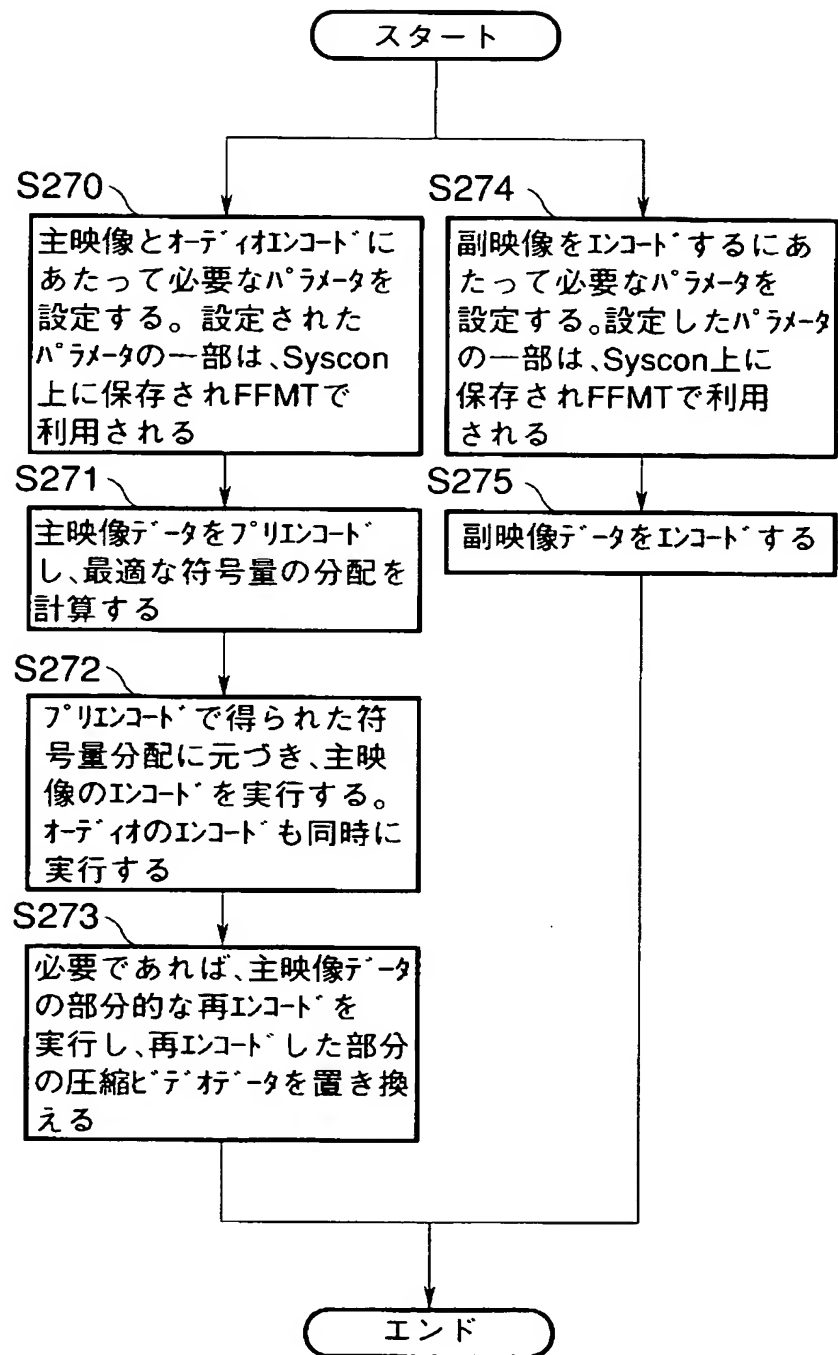 スタート
S270
主映像とｵｰﾃﾞｨｵｴﾝｺｰﾄﾞに
あたって必要なﾊﾟﾗﾒｰﾀを
設定する。設定された
ﾊﾟﾗﾒｰﾀの一部は、Syscon
上に保存されFFMTで
利用される
S271
主映像ﾃﾞｰﾀをﾌﾟﾘｴﾝｺｰﾄﾞ
し、最適な符号量の分配を
計算する
S272
ﾌﾟﾘｴﾝｺｰﾄﾞで得られた符
号量分配に元づき、主映
像のｴﾝｺｰﾄﾞを実行する。
ｵｰﾃﾞｨｵのｴﾝｺｰﾄﾞも同時に
実行する
S273
必要であれば、主映像ﾃﾞｰﾀ
の部分的な再ｴﾝｺｰﾄﾞを
実行し、再ｴﾝｺｰﾄﾞした部分
の圧縮ﾋﾞﾃﾞｵﾃﾞｰﾀを置き換
える
S274
副映像をｴﾝｺｰﾄﾞするにあ
たって必要なﾊﾟﾗﾒｰﾀを
設定する。設定したﾊﾟﾗﾒｰﾀ
の一部は、Syscon上に
保存されFFMTで利用
される
S275
副映像ﾃﾞｰﾀをｴﾝｺｰﾄﾞする
エンド